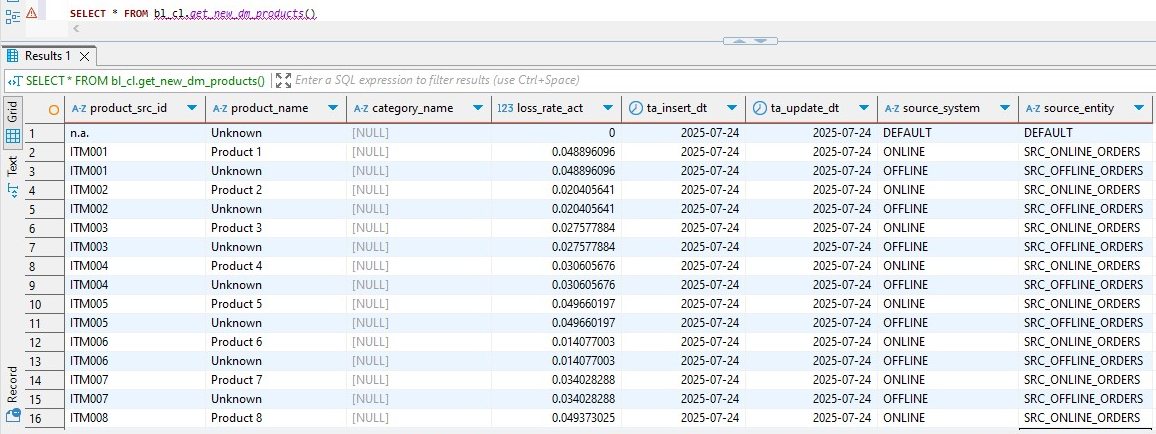 SELECT * FROM bl_cl.get_new_dm_products()
Results 1
SELECT * FROM bl_cl.get_new_dm_products() Enter a SQL expression to filter results (use Ctrl+Space)
Grid
Text
Record
A-Z product_src_id A-Z product_name A-Z category_name 123 loss_rate_act ta_insert_dt ta_update_dt A-Z source_system A-Z source_entity
1 n.a. Unknown [NULL] 0 2025-07-24 2025-07-24 DEFAULT DEFAULT
2 ITM001 Product 1 [NULL] 0.048896096 2025-07-24 2025-07-24 ONLINE SRC_ONLINE_ORDERS
3 ITM001 Unknown [NULL] 0.048896096 2025-07-24 2025-07-24 OFFLINE SRC_OFFLINE_ORDERS
4 ITM002 Product 2 [NULL] 0.020405641 2025-07-24 2025-07-24 ONLINE SRC_ONLINE_ORDERS
5 ITM002 Unknown [NULL] 0.020405641 2025-07-24 2025-07-24 OFFLINE SRC_OFFLINE_ORDERS
6 ITM003 Product 3 [NULL] 0.027577884 2025-07-24 2025-07-24 ONLINE SRC_ONLINE_ORDERS
7 ITM003 Unknown [NULL] 0.027577884 2025-07-24 2025-07-24 OFFLINE SRC_OFFLINE_ORDERS
8 ITM004 Product 4 [NULL] 0.030605676 2025-07-24 2025-07-24 ONLINE SRC_ONLINE_ORDERS
9 ITM004 Unknown [NULL] 0.030605676 2025-07-24 2025-07-24 OFFLINE SRC_OFFLINE_ORDERS
10 ITM005 Product 5 [NULL] 0.049660197 2025-07-24 2025-07-24 ONLINE SRC_ONLINE_ORDERS
11 ITM005 Unknown [NULL] 0.049660197 2025-07-24 2025-07-24 OFFLINE SRC_OFFLINE_ORDERS
12 ITM006 Product 6 [NULL] 0.014077003 2025-07-24 2025-07-24 ONLINE SRC_ONLINE_ORDERS
13 ITM006 Unknown [NULL] 0.014077003 2025-07-24 2025-07-24 OFFLINE SRC_OFFLINE_ORDERS
14 ITM007 Product 7 [NULL] 0.034028288 2025-07-24 2025-07-24 ONLINE SRC_ONLINE_ORDERS
15 ITM007 Unknown [NULL] 0.034028288 2025-07-24 2025-07-24 OFFLINE SRC_OFFLINE_ORDERS
16 ITM008 Product 8 [NULL] 0.049373025 2025-07-24 2025-07-24 ONLINE SRC_ONLINE_ORDERS